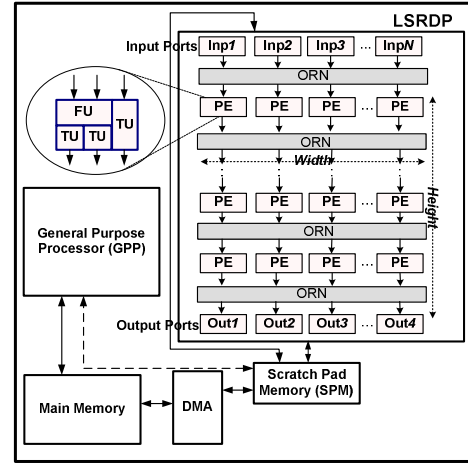 LSRDP
Input Ports Inp1 Inp2 Inp3 ... InpN
ORN
PE PE PE ... PE
FU
TU
TU TU
ORN
Width
Height
PE PE PE ... PE
ORN
PE PE PE ... PE
ORN
Output Ports Out1 Out2 Out3 ... Out4
General Purpose
Processor (GPP)
Scratch Pad
Memory (SPM)
Main Memory
DMA